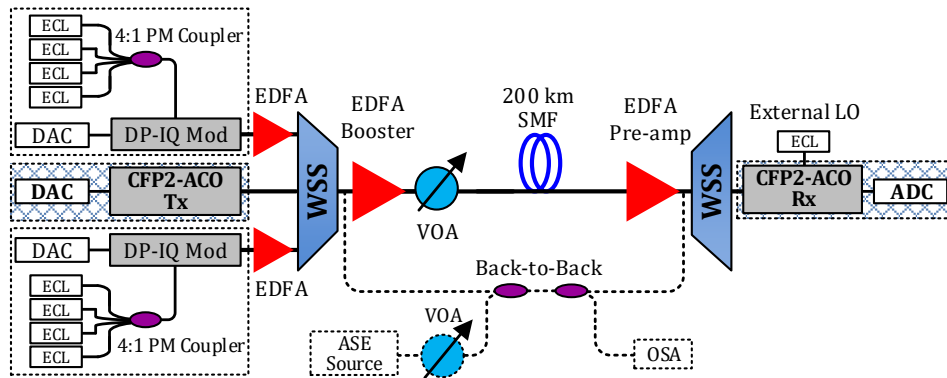 ECL
ECL
ECL
ECL
4:1 PM Coupler
DAC
DP-IQ Mod
EDFA
DAC
CFP2-ACO
Tx
DAC
DP-IQ Mod
EDFA
ECL
ECL
ECL
ECL
4:1 PM Coupler
WSS
EDFA
Booster
VOA
200 km
SMF
EDFA
Pre-amp
WSS
External LO
ECL
CFP2-ACO
Rx
ADC
Back-to-Back
VOA
ASE
Source
OSA